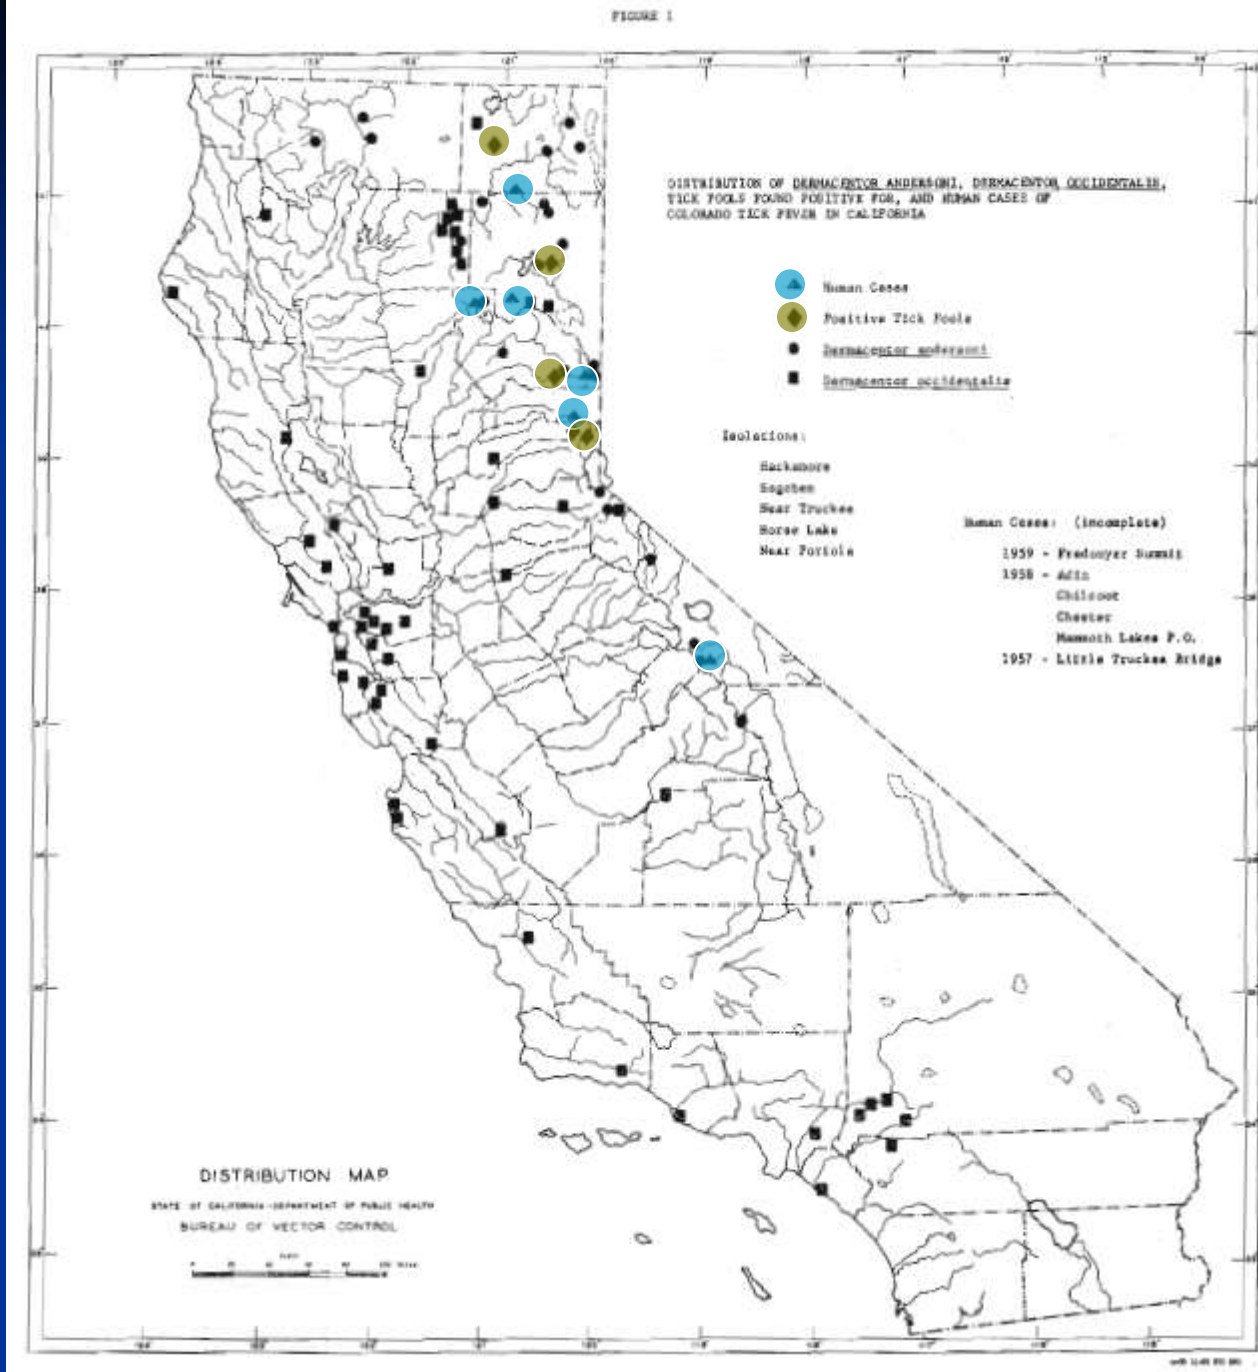 FIGURE 1
DISTRIBUTION OF DERMACENTOR ANDERSONI, DERMACENTOR OCCIDENTALIS,
TICK POOLS FOUND POSITIVE FOR, AND HUMAN CASES OF
COLORADO TICK FEVER IN CALIFORNIA
Human Cases
Positive Tick Pools
Dermacentor andersoni
Dermacentor occidentalis
Isolations:
Hackamore
Sagehen
Near Truckee
Horse Lake
Near Portola
Human Cases: (incomplete)
1959 - Fredonyer Summit
1958 - Adin
Chilcoot
Chester
Mammoth Lakes P.O.
1957 - Little Truckee Bridge
DISTRIBUTION MAP
STATE OF CALIFORNIA-DEPARTMENT OF PUBLIC HEALTH
BUREAU OF VECTOR CONTROL